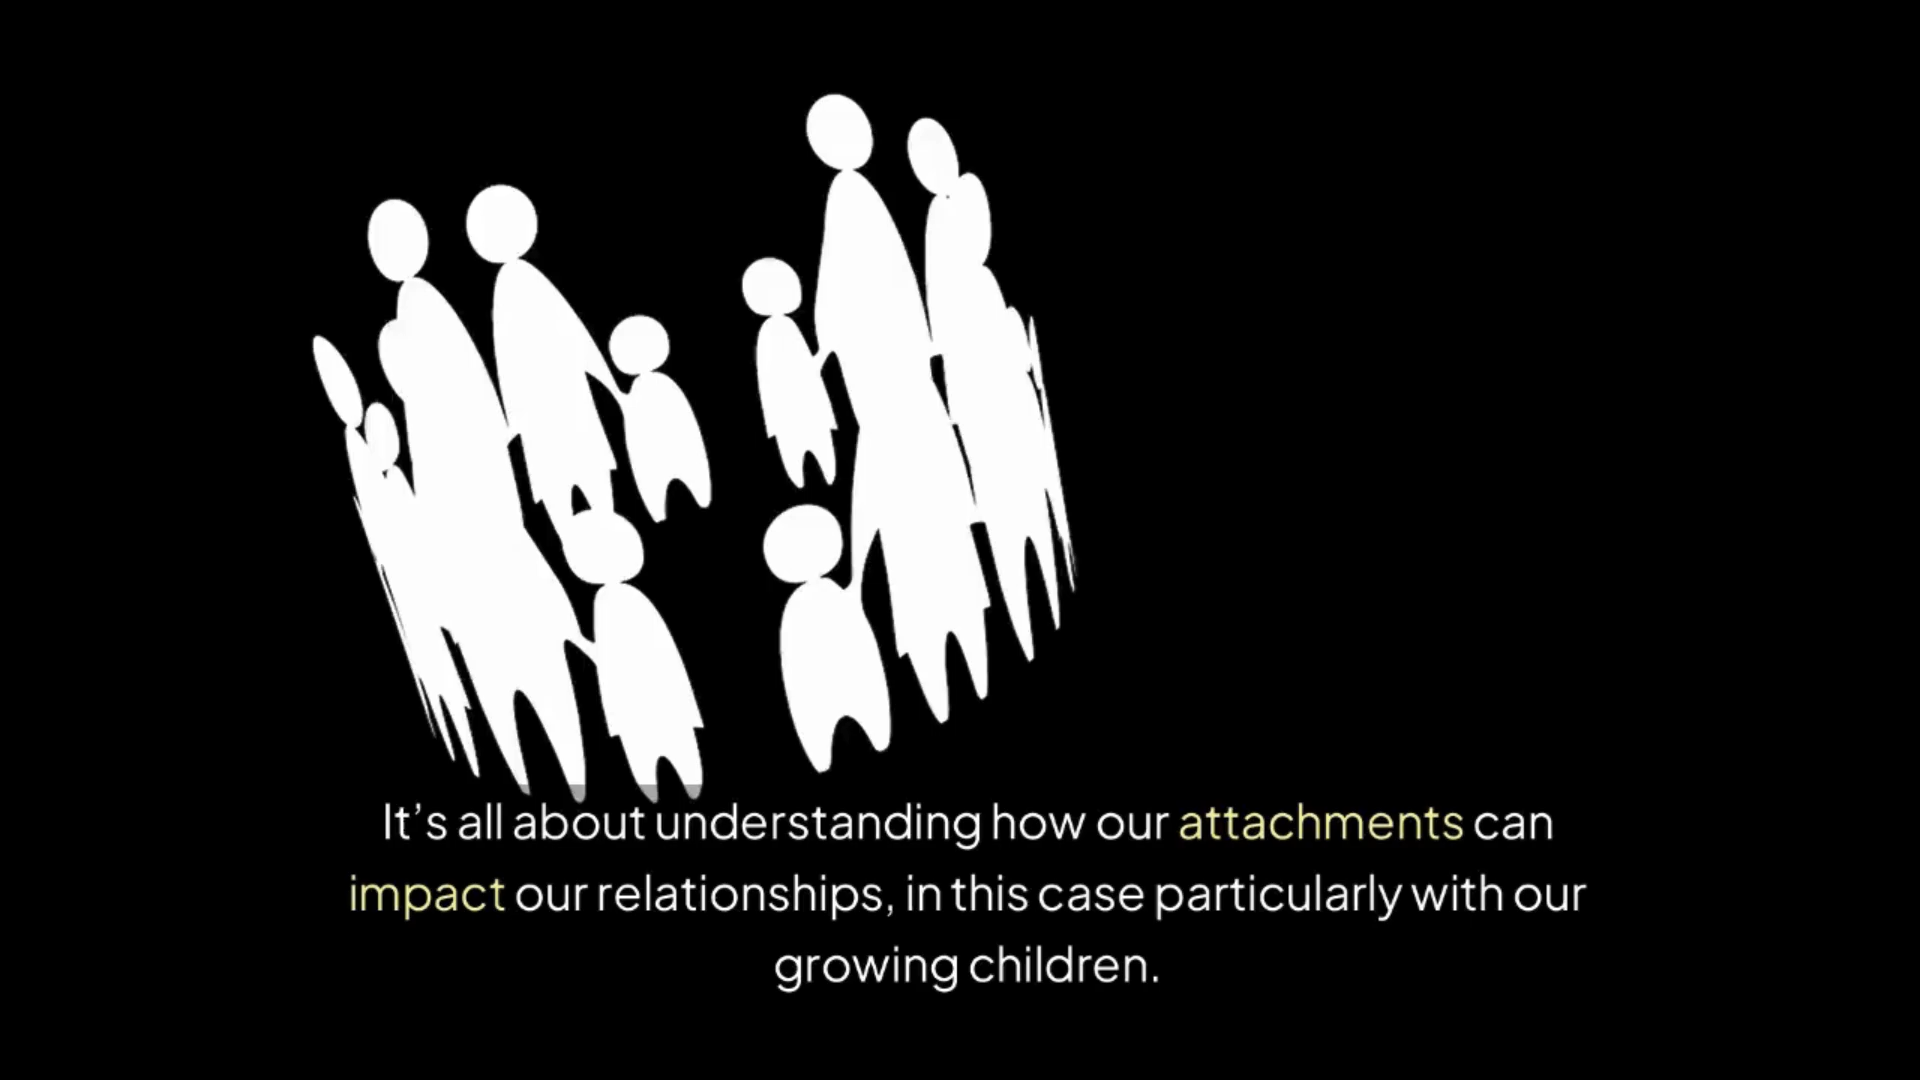 It’s all about understanding how our attachments can
impact our relationships, in this case particularly with our
growing children.